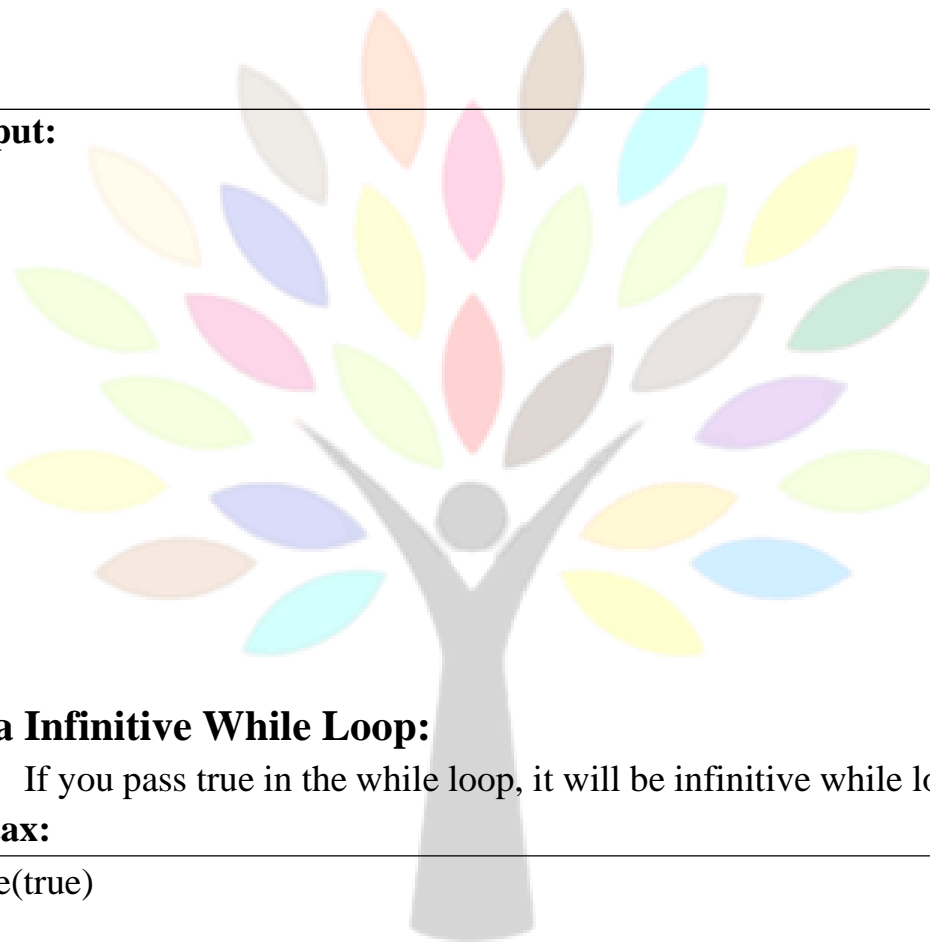 put:
a Infinitive While Loop:
If you pass true in the while loop, it will be infinitive while lo
tax:
e(true)